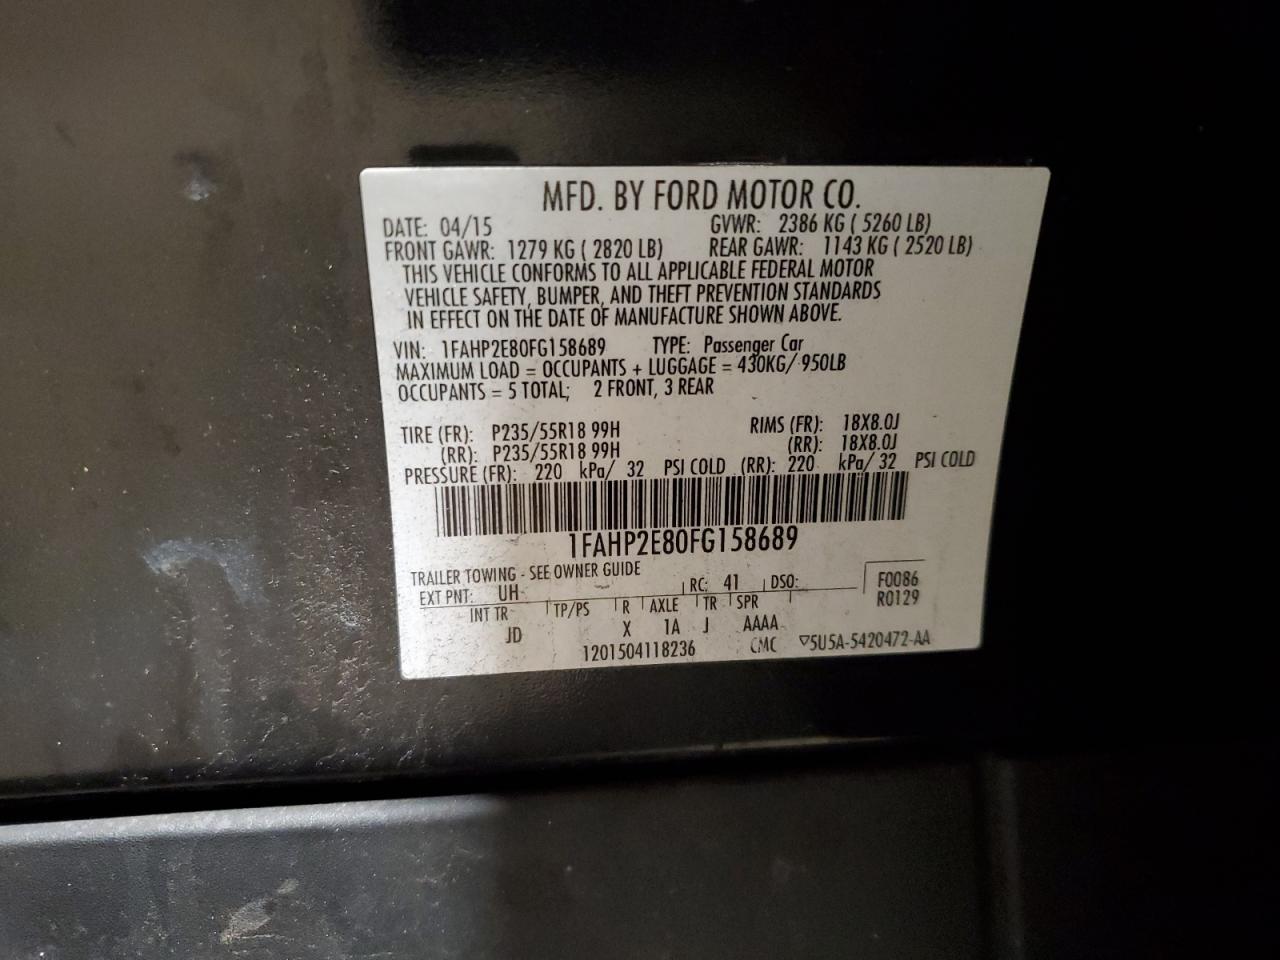 MFD. BY FORD MOTOR CO.
DATE: 04/15 GVWR: 2386 KG ( 5260 LB)
FRONT GAWR: 1279 KG ( 2820 LB) REAR GAWR: 1143 KG ( 2520 LB)
THIS VEHICLE CONFORMS TO ALL APPLICABLE FEDERAL MOTOR
VEHICLE SAFETY, BUMPER, AND THEFT PREVENTION STANDARDS
IN EFFECT ON THE DATE OF MANUFACTURE SHOWN ABOVE.
VIN: 1FAHP2E80FG158689 TYPE: Passenger Car
MAXIMUM LOAD = OCCUPANTS + LUGGAGE = 430KG/ 950LB
OCCUPANTS = 5 TOTAL; 2 FRONT, 3 REAR
TIRE (FR): P235/55R18 99H RIMS (FR): 18X8.0J
(RR): P235/55R18 99H (RR): 18X8.0J
PRESSURE (FR): 220 kPa/ 32 PSI COLD (RR): 220 kPa/ 32 PSI COLD
1FAHP2E80FG158689
TRAILER TOWING - SEE OWNER GUIDE
EXT PNT: UH RC: 41 DSO: F0086
R0129
INT TR TP/PS R AXLE TR SPR
JD X 1A J AAAA
1201504118236 CMC ▽5U5A-5420472-AA